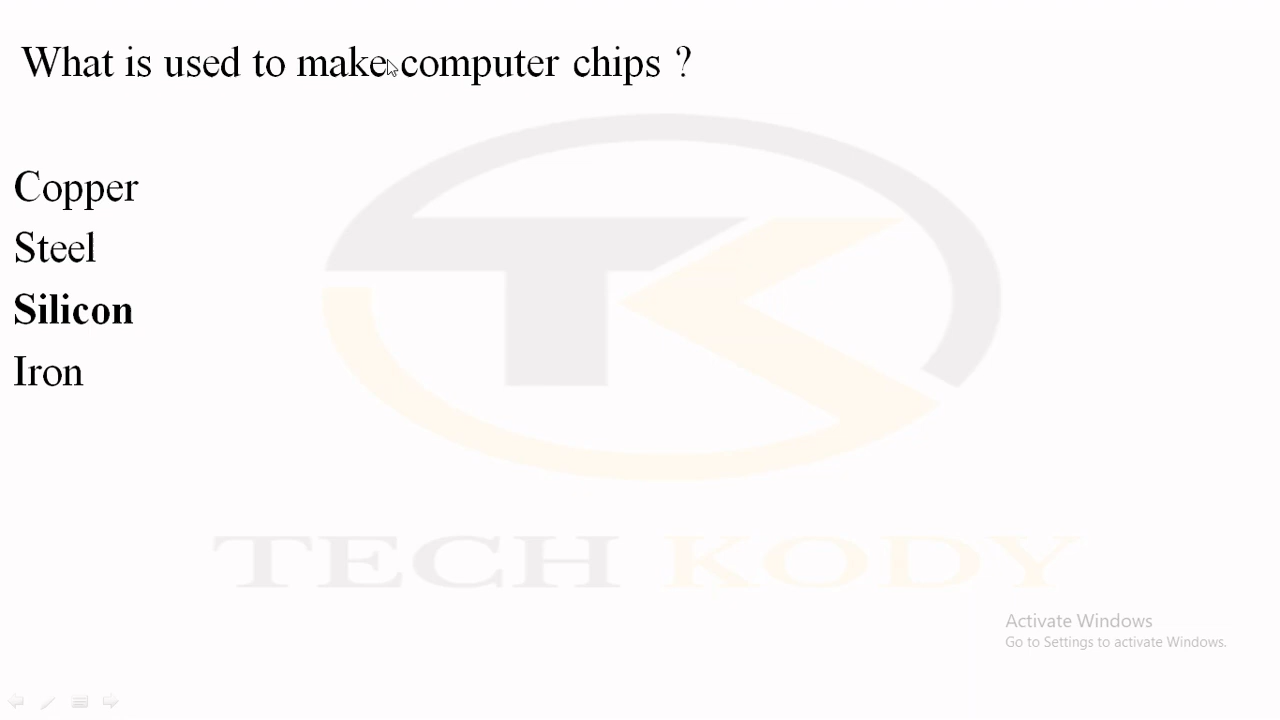 What is used to make computer chips ?
Copper
Steel
Silicon
Iron
TECH KODY
Activate Windows
Go to Settings to activate Windows.